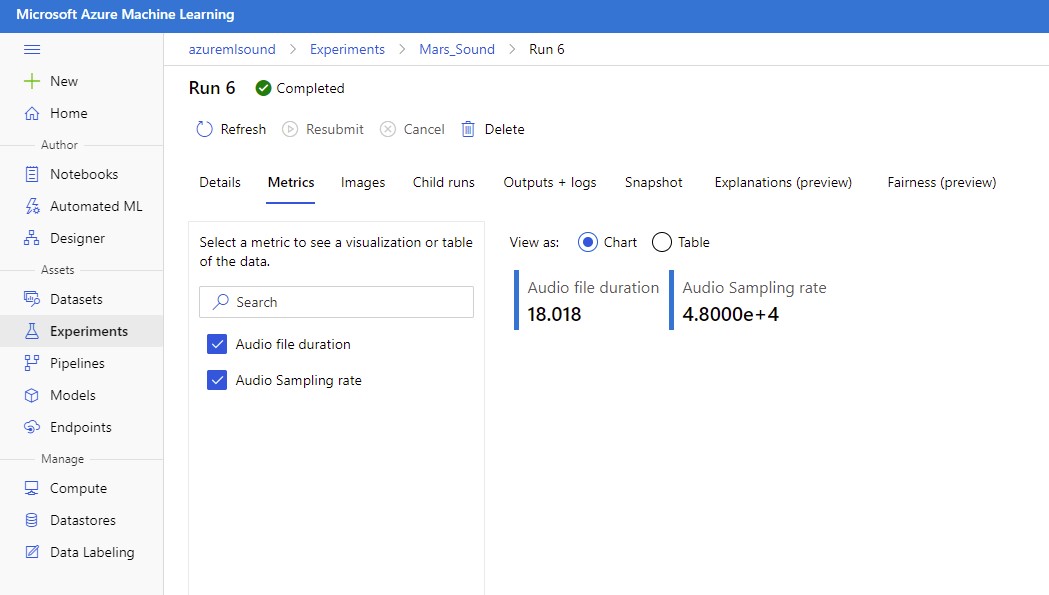 Microsoft Azure Machine Learning
azuremlsound > Experiments > Mars_Sound > Run 6
New
Home
Author
Notebooks
Automated ML
Designer
Assets
Datasets
Experiments
Pipelines
Models
Endpoints
Manage
Compute
Datastores
Data Labeling
Run 6 Completed
Refresh Resubmit Cancel Delete
Details Metrics Images Child runs Outputs + logs Snapshot Explanations (preview) Fairness (preview)
Select a metric to see a visualization or table
of the data.
Search
Audio file duration
Audio Sampling rate
View as: Chart Table
Audio file duration
18.018
Audio Sampling rate
4.8000e+4